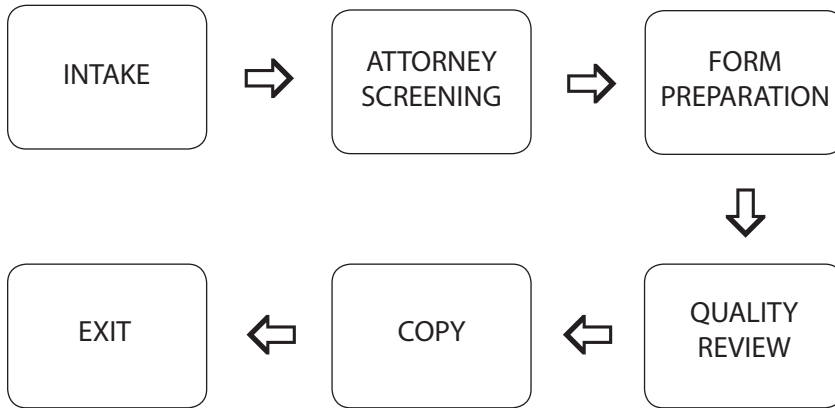 INTAKE
ATTORNEY
SCREENING
FORM
PREPARATION
QUALITY
REVIEW
COPY
EXIT